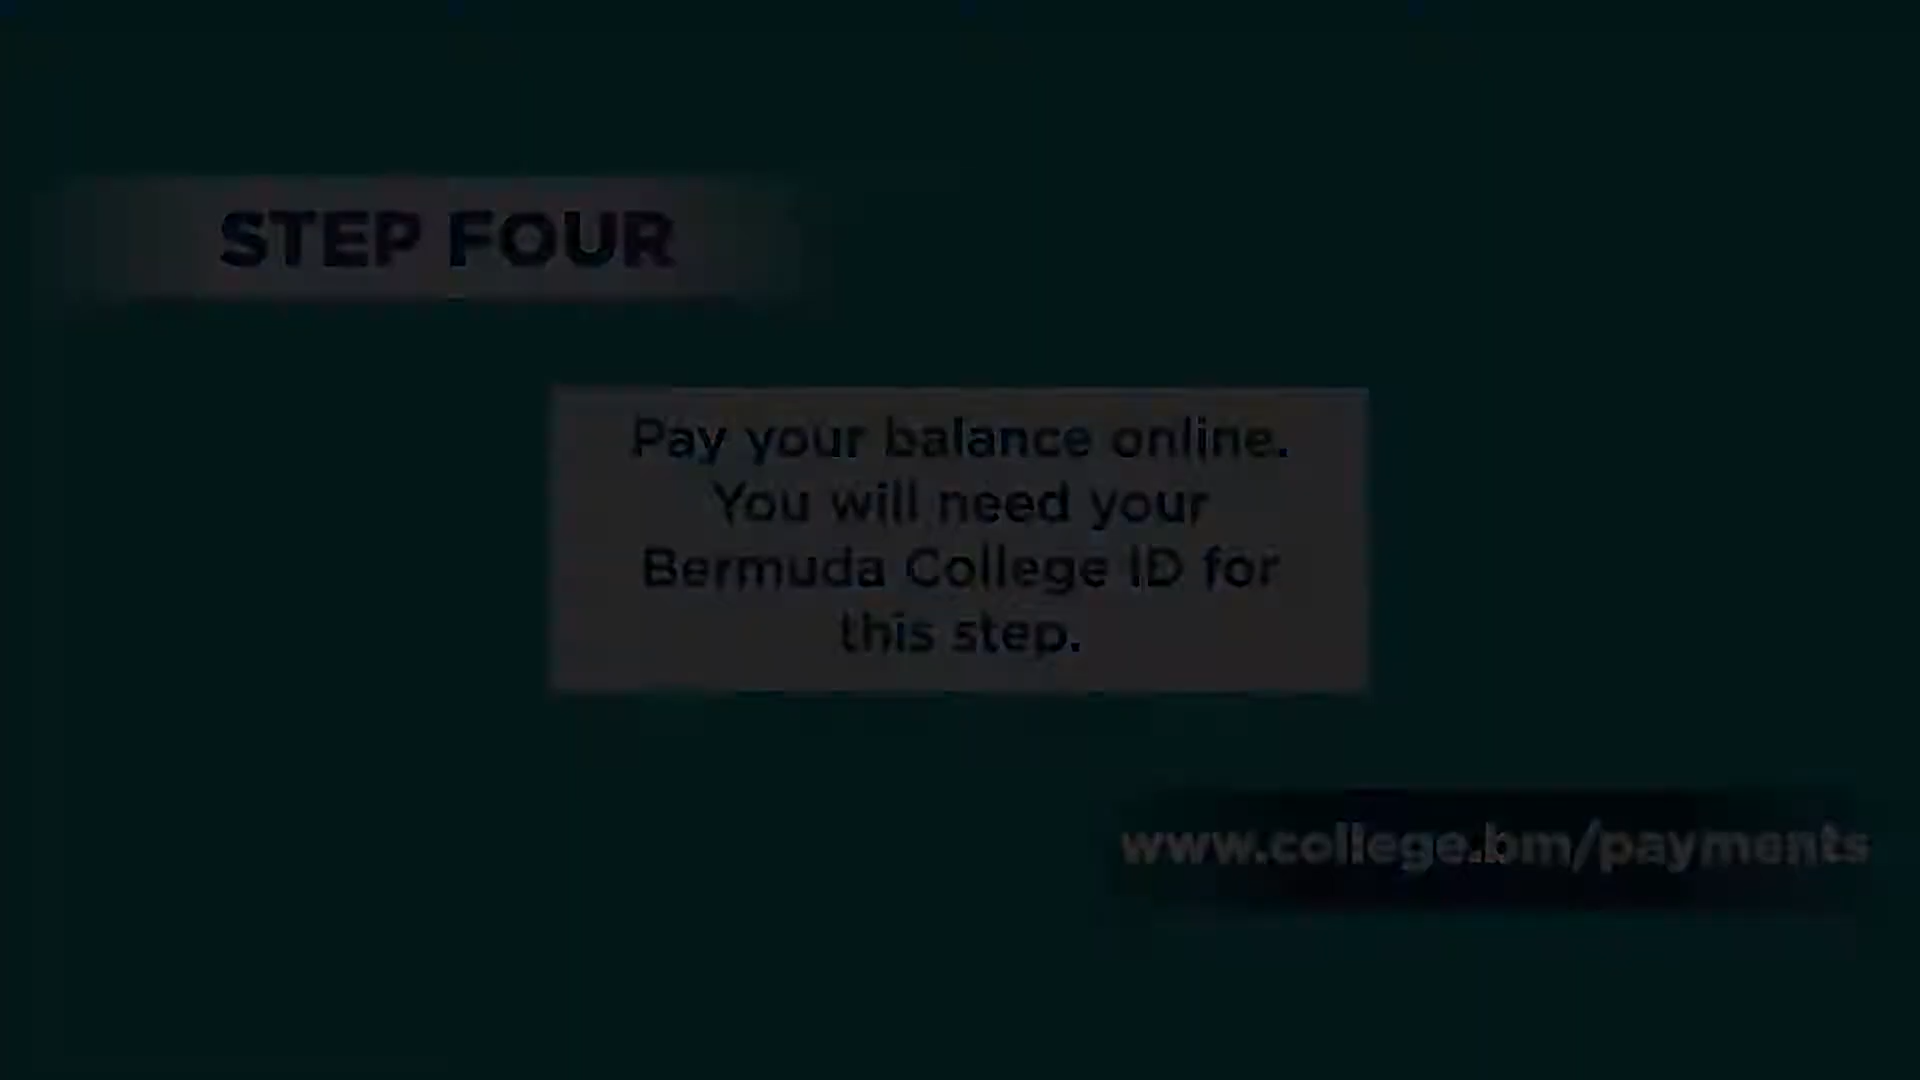 STEP FOUR
Pay your balance online.
You will need your
Bermuda College ID for
this step.
www.college.bm/payments